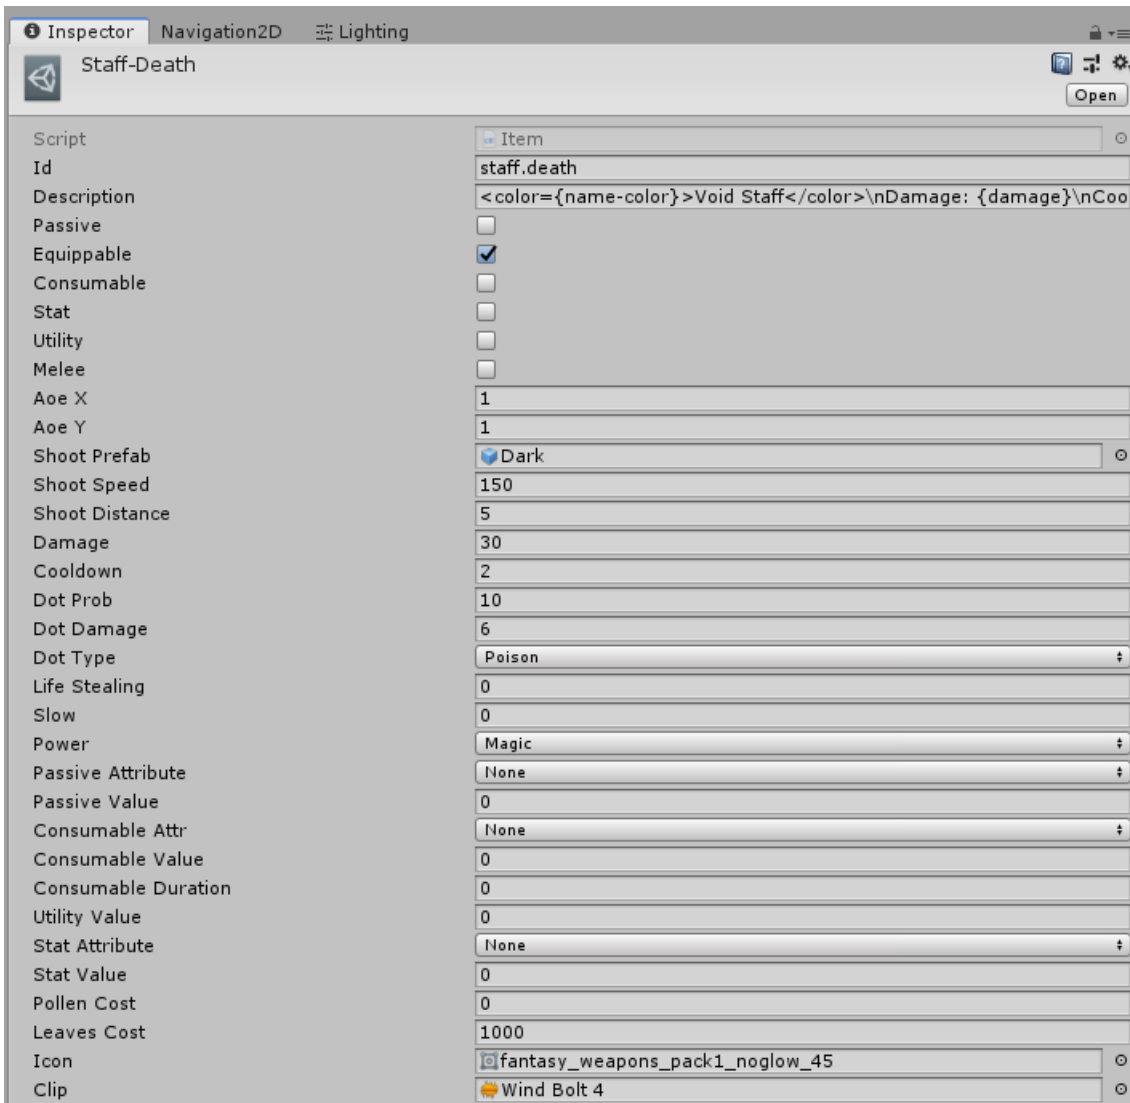 Inspector Navigation2D Lighting
Staff-Death
Open
Script Item
Id staff.death
Description <color={name-color}>Void Staff</color>\nDamage: {damage}\nCoo
Passive
Equippable
Consumable
Stat
Utility
Melee
Aoe X 1
Aoe Y 1
Shoot Prefab Dark
Shoot Speed 150
Shoot Distance 5
Damage 30
Cooldown 2
Dot Prob 10
Dot Damage 6
Dot Type Poison
Life Stealing 0
Slow 0
Power Magic
Passive Attribute None
Passive Value 0
Consumable Attr None
Consumable Value 0
Consumable Duration 0
Utility Value 0
Stat Attribute None
Stat Value 0
Pollen Cost 0
Leaves Cost 1000
Icon fantasy_weapons_pack1_noglow_45
Clip Wind Bolt 4